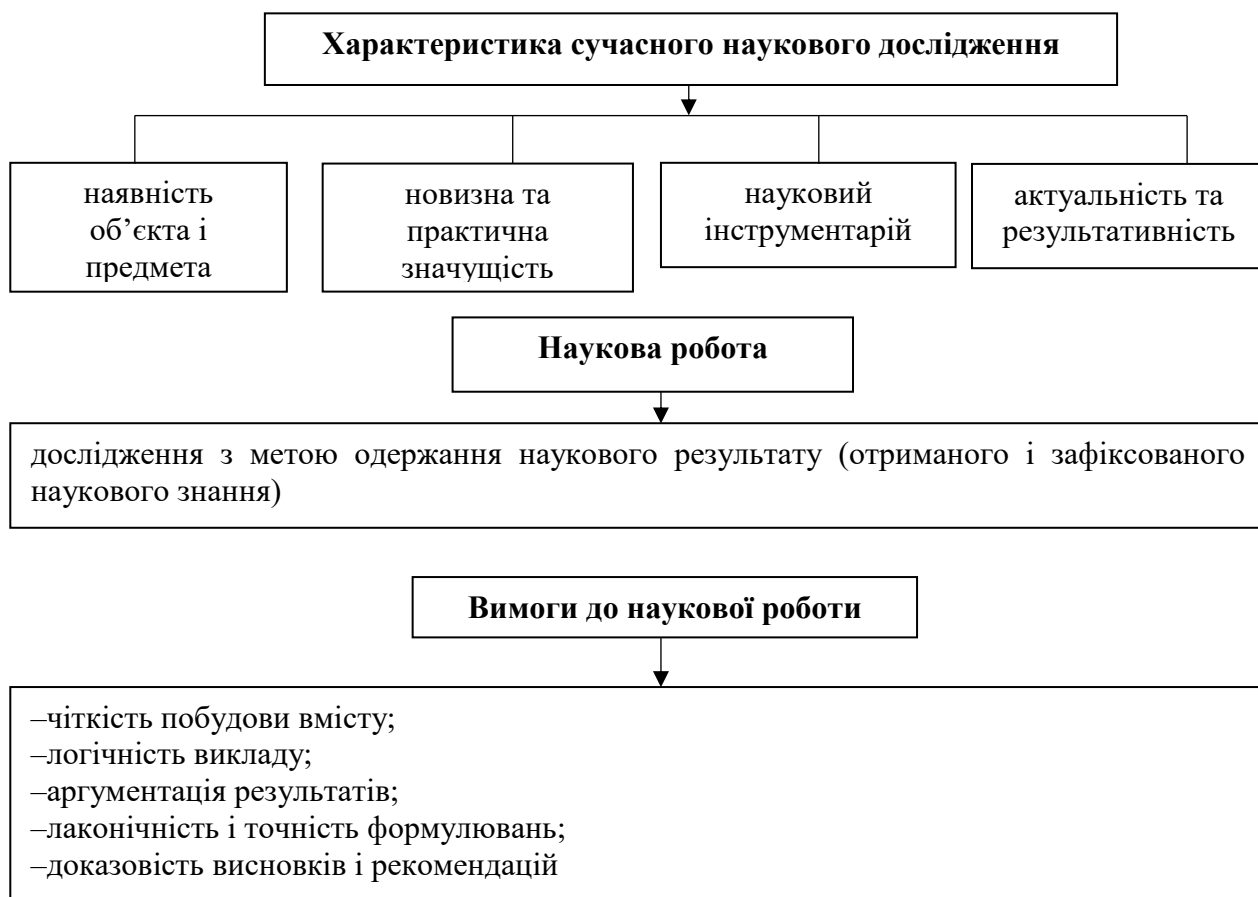 Характеристика сучасного наукового дослідження
наявність
об’єкта і
предмета
новизна та
практична
значущість
науковий
інструментарій
актуальність та
результативність
Наукова робота
дослідження з метою одержання наукового результату (отриманого і зафіксованого
наукового знання)
Вимоги до наукової роботи
–чіткість побудови вмісту;
–логічність викладу;
–аргументація результатів;
–лаконічність і точність формулювань;
–доказовість висновків і рекомендацій